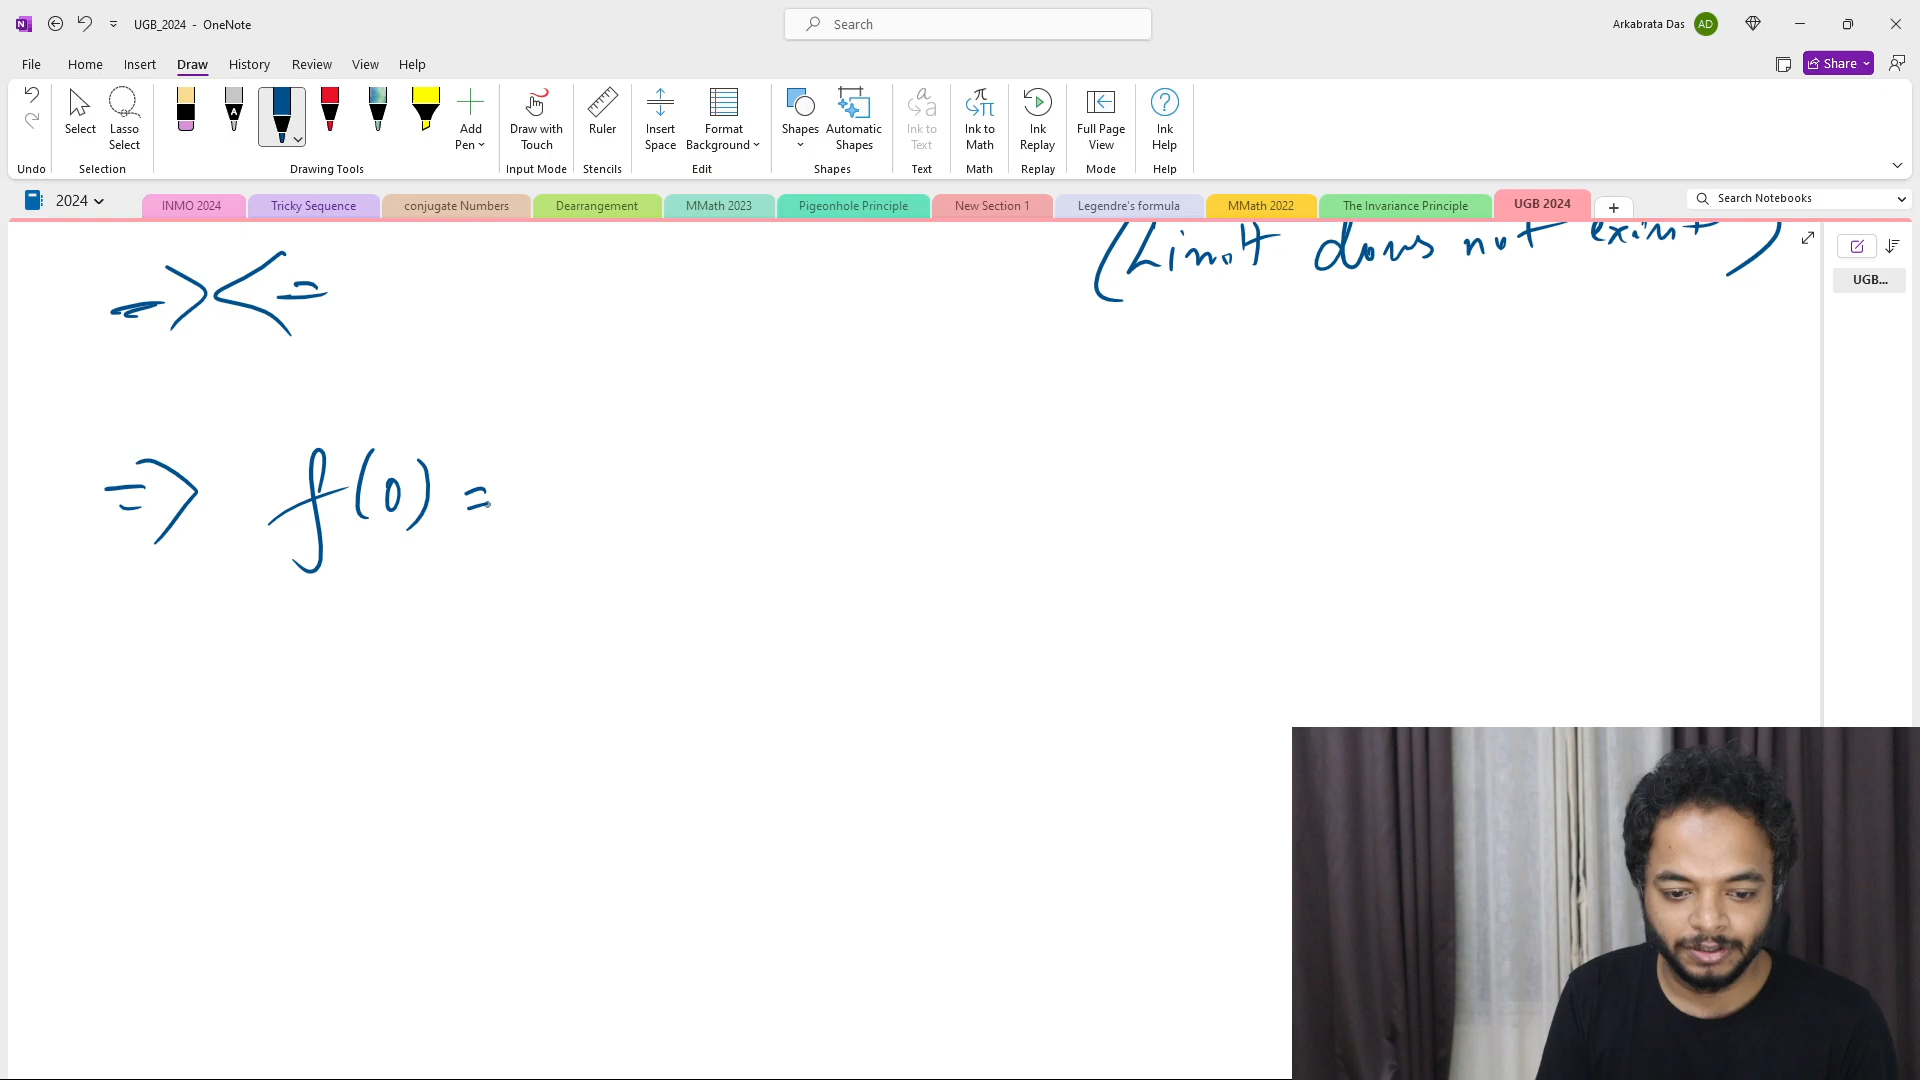 UGB_2024 - OneNote
Search
Arkabrata Das AD
File Home Insert Draw History Review View Help
Share
Select
Lasso Select
Add Pen
Draw with Touch
Ruler
Insert Space
Format Background
Shapes
Automatic Shapes
Ink to Text
Ink to Math
Ink Replay
Full Page View
Ink Help
Undo Selection Drawing Tools Input Mode Stencils Edit Shapes Text Math Replay Mode Help
2024 INMO 2024 Tricky Sequence conjugate Numbers Dearrangement MMath 2023 Pigeonhole Principle New Section 1 Legendre's formula MMath 2022 The Invariance Principle UGB 2024 + Search Notebooks
UGB...
(Limit does not exist)
=><=
=> f(0) =